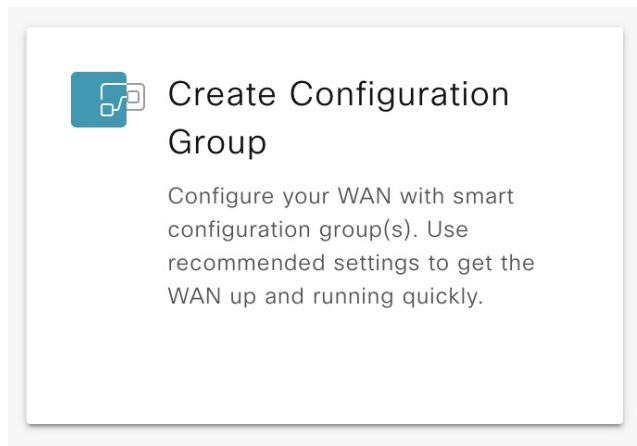 Create Configuration
Group
Configure your WAN with smart
configuration group(s). Use
recommended settings to get the
WAN up and running quickly.